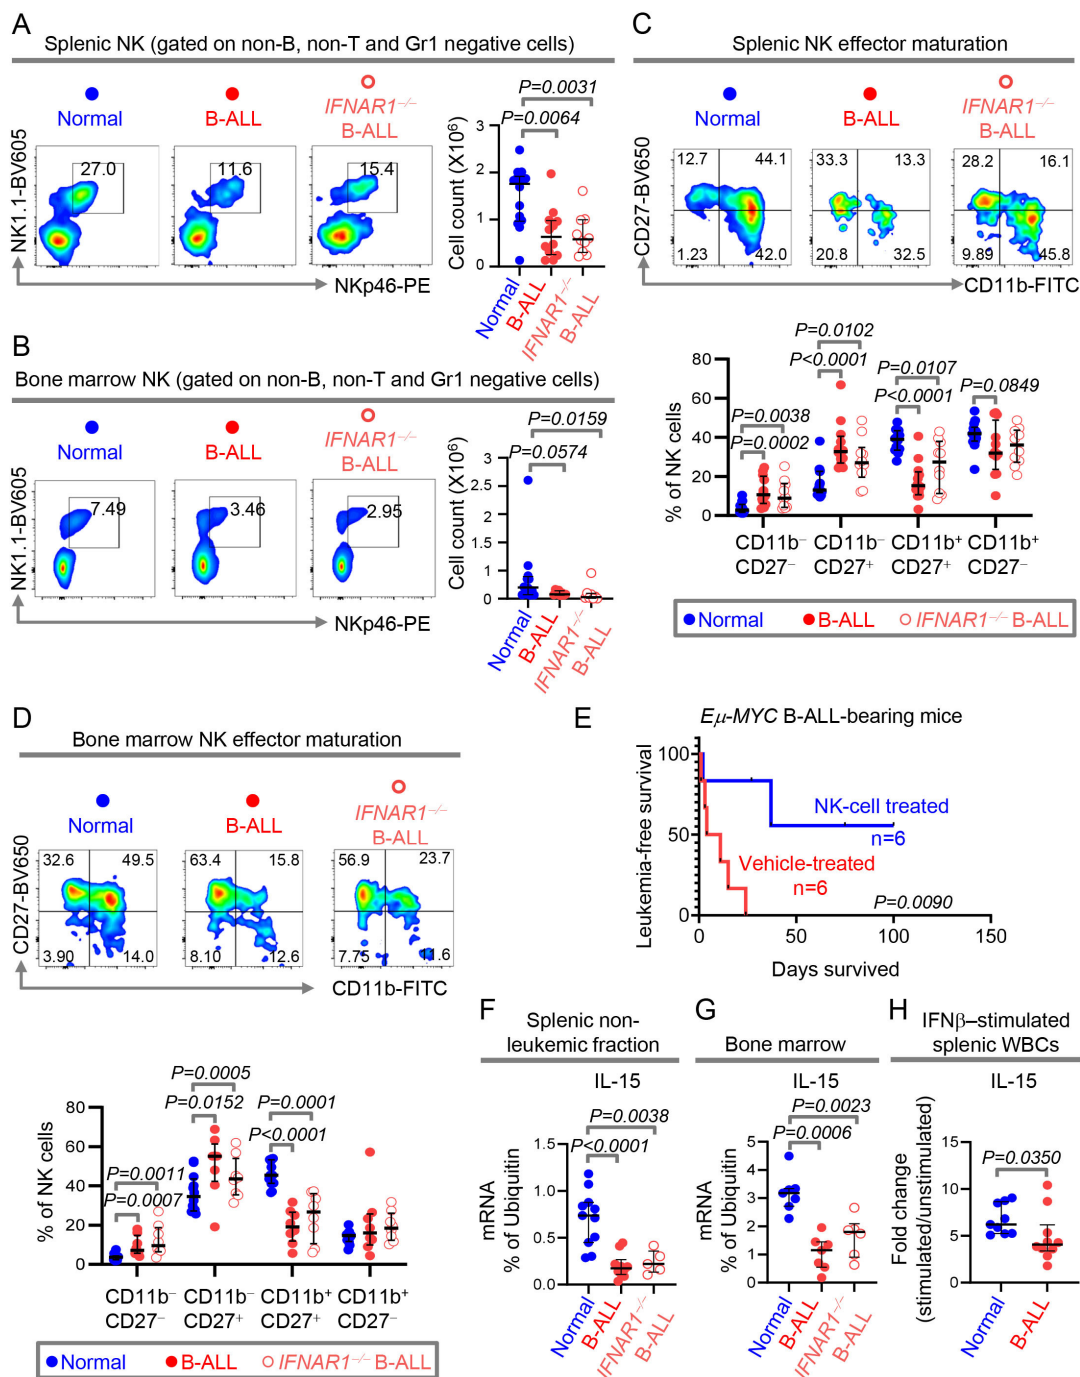 A
Splenic NK (gated on non-B, non-T and Gr1 negative cells)
Normal
B-ALL
IFNAR1−/−
B-ALL
NK1.1-BV605
27.0
11.6
15.4
NKp46-PE
P=0.0031
P=0.0064
Cell count (X10⁶)
3
2
1
0
Normal
B-ALL
IFNAR1−/−
B-ALL
B
Bone marrow NK (gated on non-B, non-T and Gr1 negative cells)
Normal
B-ALL
IFNAR1−/−
B-ALL
NK1.1-BV605
7.49
3.46
2.95
NKp46-PE
P=0.0159
P=0.0574
Cell count (X10⁶)
3
2
1
0
Normal
B-ALL
IFNAR1−/−
B-ALL
C
Splenic NK effector maturation
Normal
B-ALL
IFNAR1−/−
B-ALL
CD27-BV650
12.7 44.1
1.23 42.0
33.3 13.3
20.8 32.5
28.2 16.1
9.89 45.8
CD11b-FITC
P=0.0102
P<0.0001
P=0.0107
P<0.0001
P=0.0849
P=0.0038
P=0.0002
% of NK cells
80
60
40
20
0
CD11b− CD11b− CD11b+ CD11b+
CD27− CD27+ CD27+ CD27−
Normal B-ALL IFNAR1−/− B-ALL
D
Bone marrow NK effector maturation
Normal
B-ALL
IFNAR1−/−
B-ALL
CD27-BV650
32.6 49.5
3.90 14.0
63.4 15.8
8.10 12.6
56.9 23.7
7.75 11.6
CD11b-FITC
P=0.0005
P=0.0152
P=0.0001
P<0.0001
P=0.0011
P=0.0007
% of NK cells
80
60
40
20
0
CD11b− CD11b− CD11b+ CD11b+
CD27− CD27+ CD27+ CD27−
Normal B-ALL IFNAR1−/− B-ALL
E
Eμ-MYC B-ALL-bearing mice
Leukemia-free survival
100
50
0
NK-cell treated
n=6
Vehicle-treated
n=6
P=0.0090
0 50 100 150
Days survived
F
Splenic non-
leukemic fraction
IL-15
P=0.0038
P<0.0001
mRNA
% of Ubiquitin
1.5
1.0
0.5
0.0
Normal
B-ALL
IFNAR1−/−
B-ALL
G
Bone marrow
IL-15
P=0.0023
P=0.0006
mRNA
% of Ubiquitin
5
4
3
2
1
0
Normal
B-ALL
IFNAR1−/−
B-ALL
H
IFNβ–stimulated
splenic WBCs
IL-15
P=0.0350
Fold change
(stimulated/unstimulated)
15
10
5
0
Normal
B-ALL